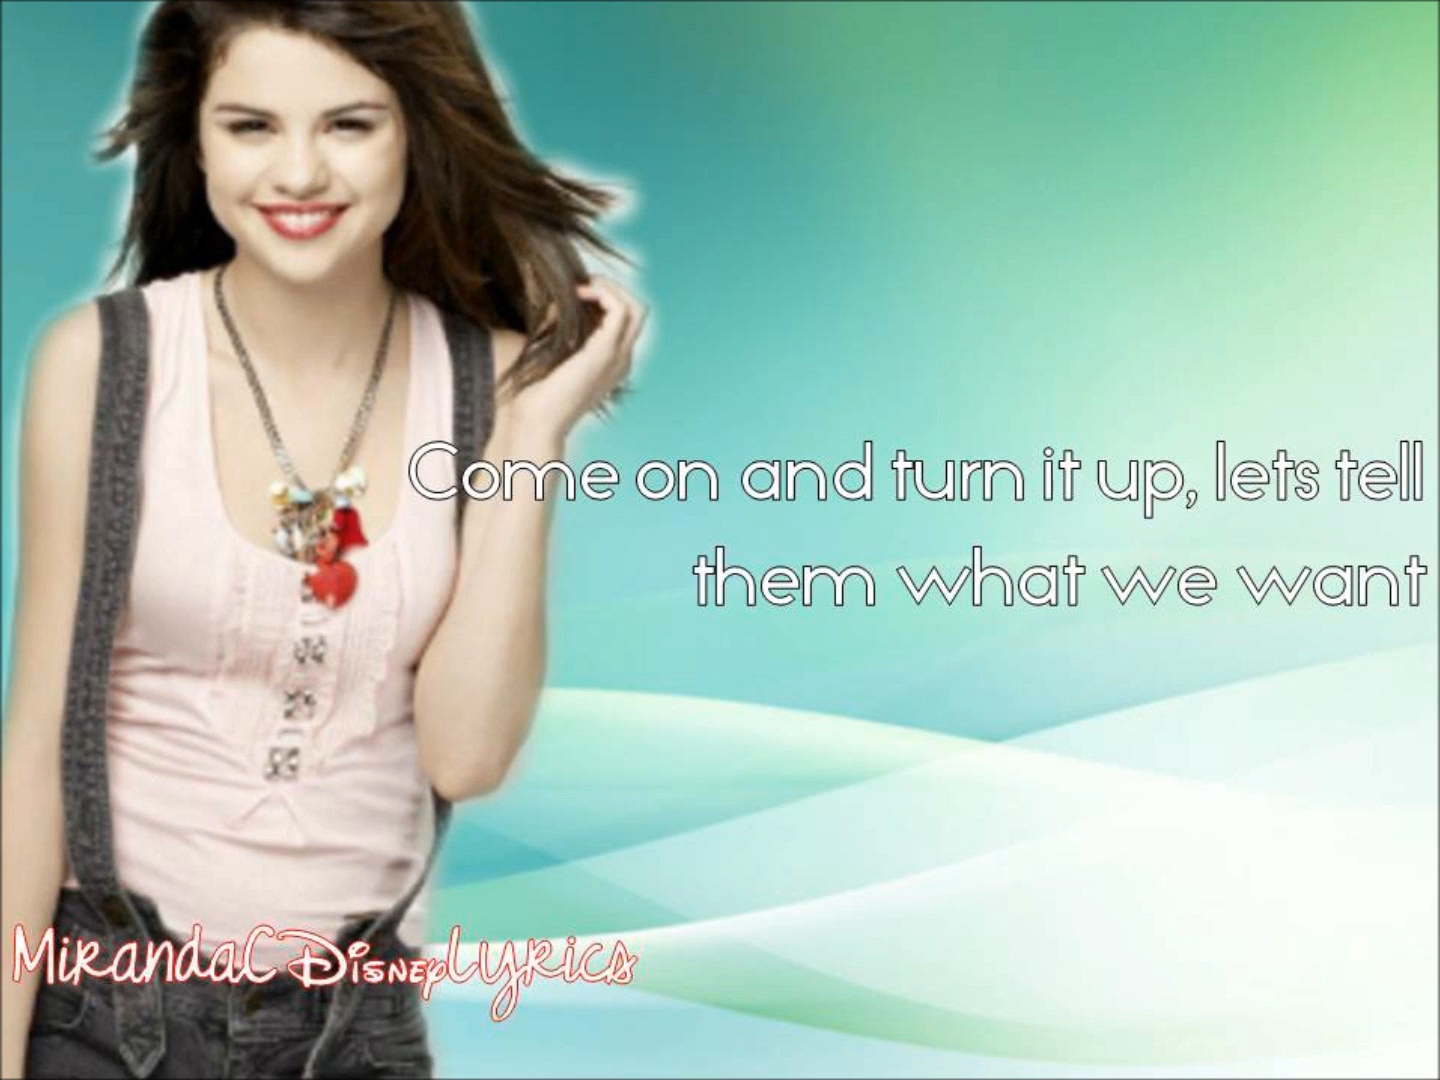 Come on and turn it up, lets tell
them what we want
MirandaCDisneyLyrics